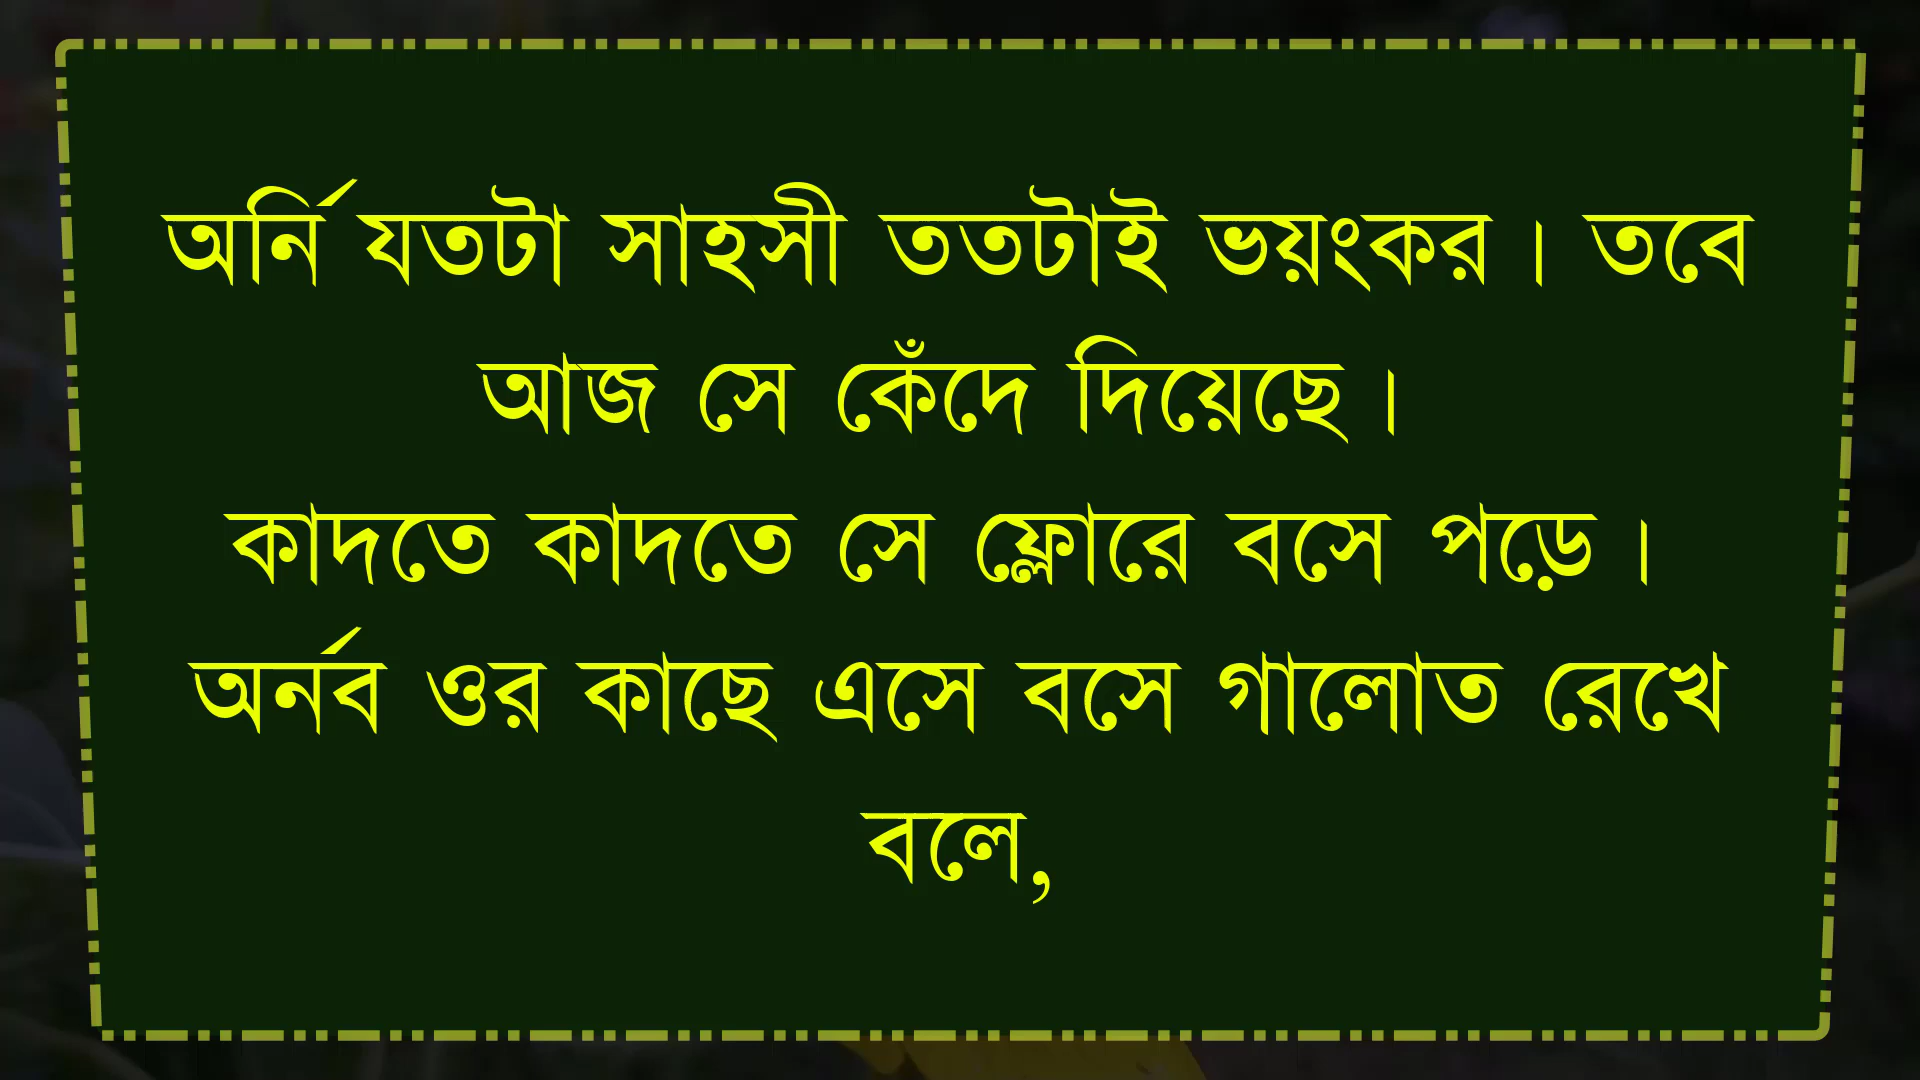 অর্নি যতটা সাহসী ততটাই ভয়ংকর। তবে
আজ সে কেঁদে দিয়েছে।
কাদতে কাদতে সে ফ্লোরে বসে পড়ে।
অর্নব ওর কাছে এসে বসে গালোত রেখে
বলে,